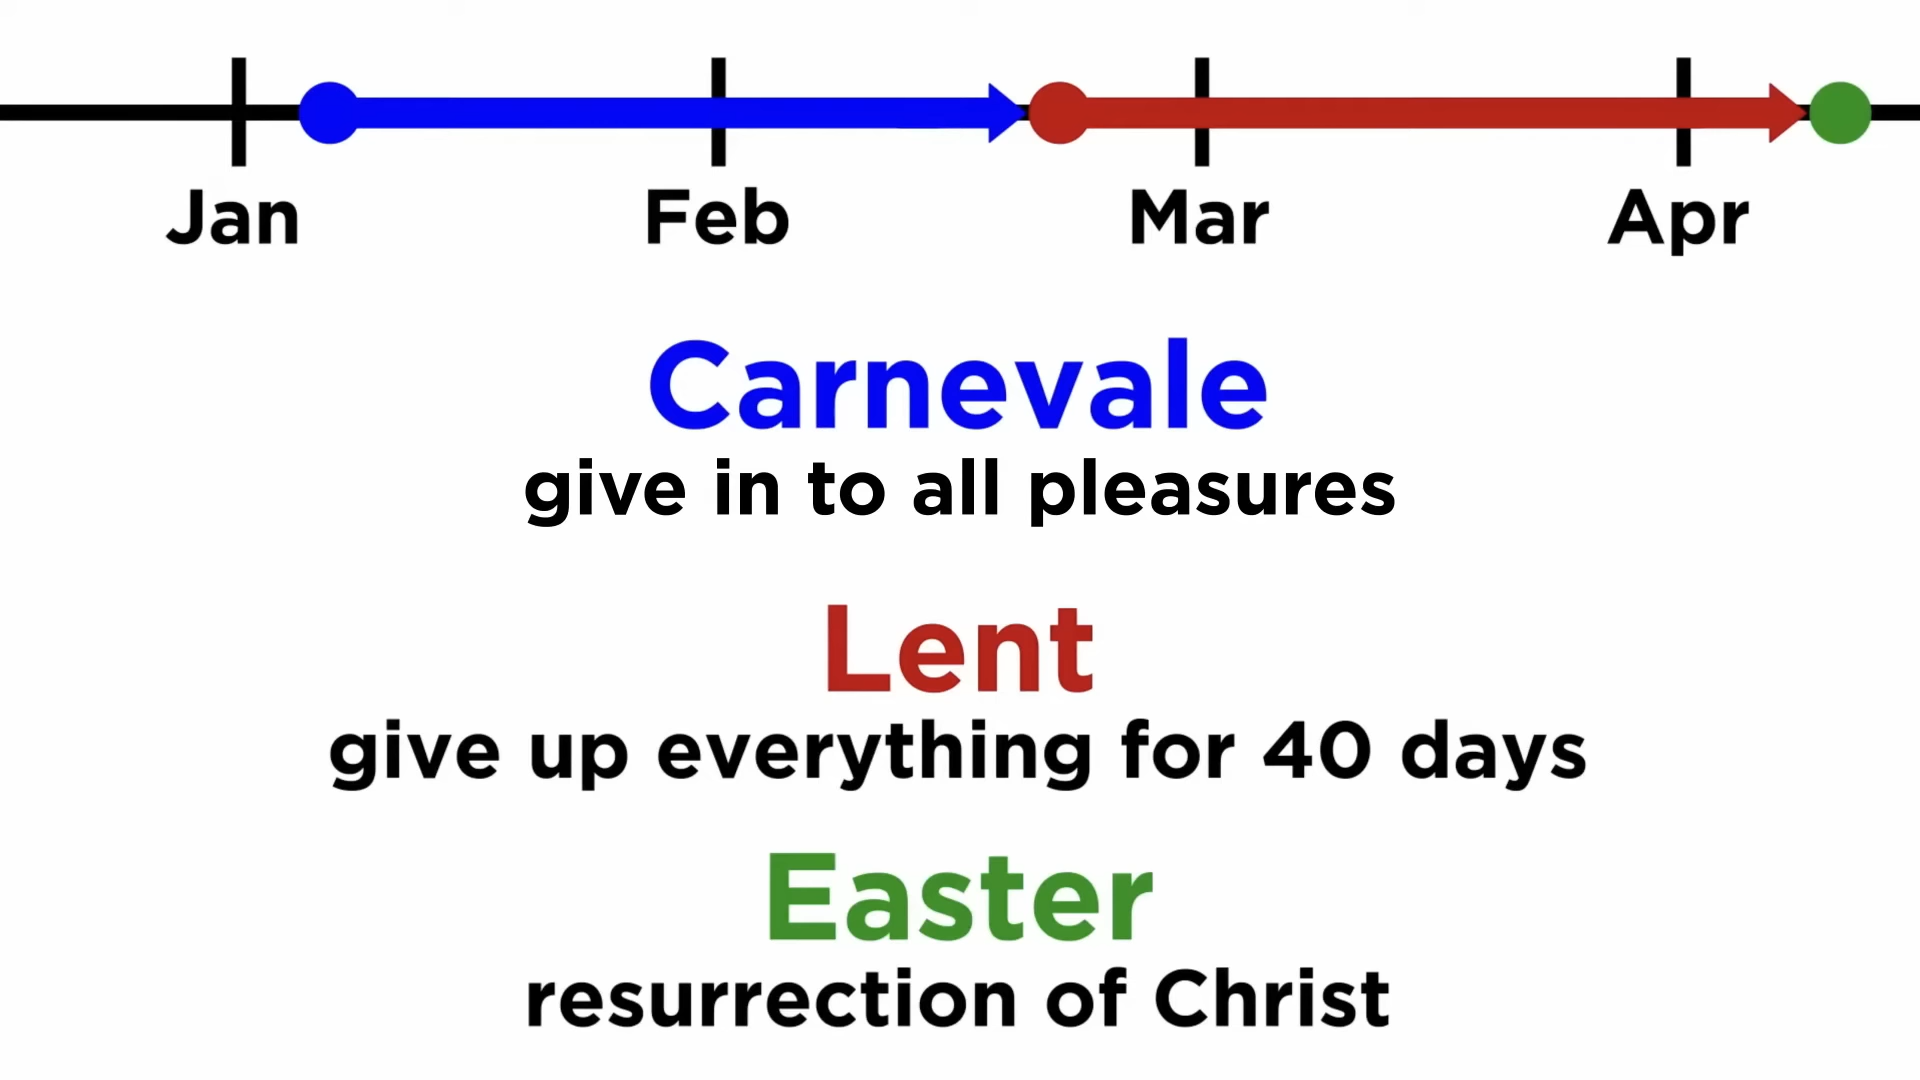 Jan Feb Mar Apr
Carnevale
give in to all pleasures
Lent
give up everything for 40 days
Easter
resurrection of Christ